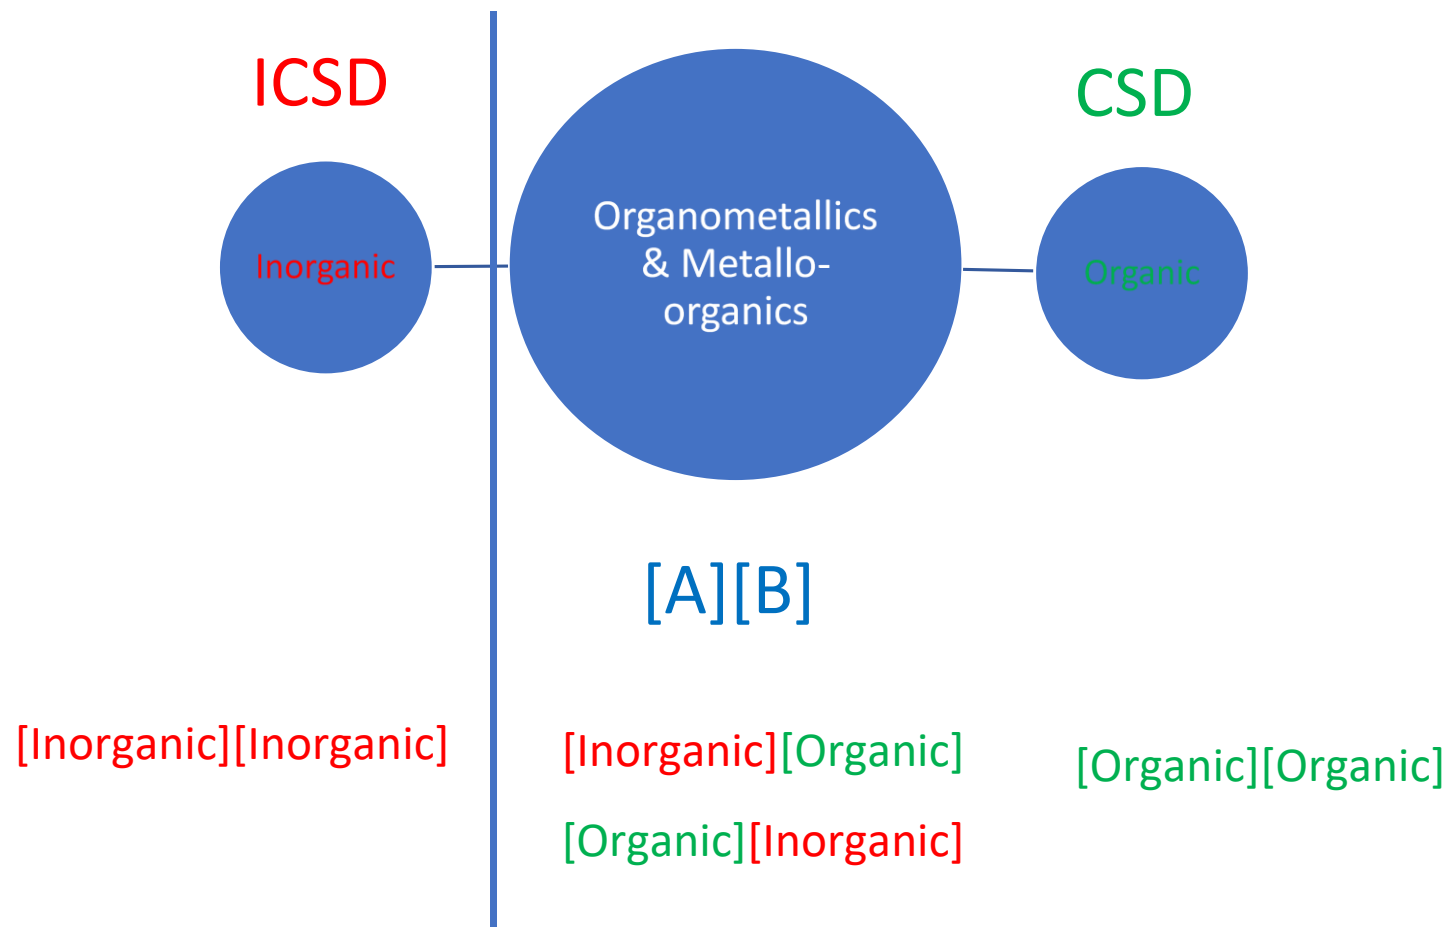 ICSD
CSD
Inorganic
Organometallics
& Metallo-
organics
Organic
[A][B]
[Inorganic][Inorganic]
[Inorganic][Organic]
[Organic][Organic]
[Organic][Inorganic]